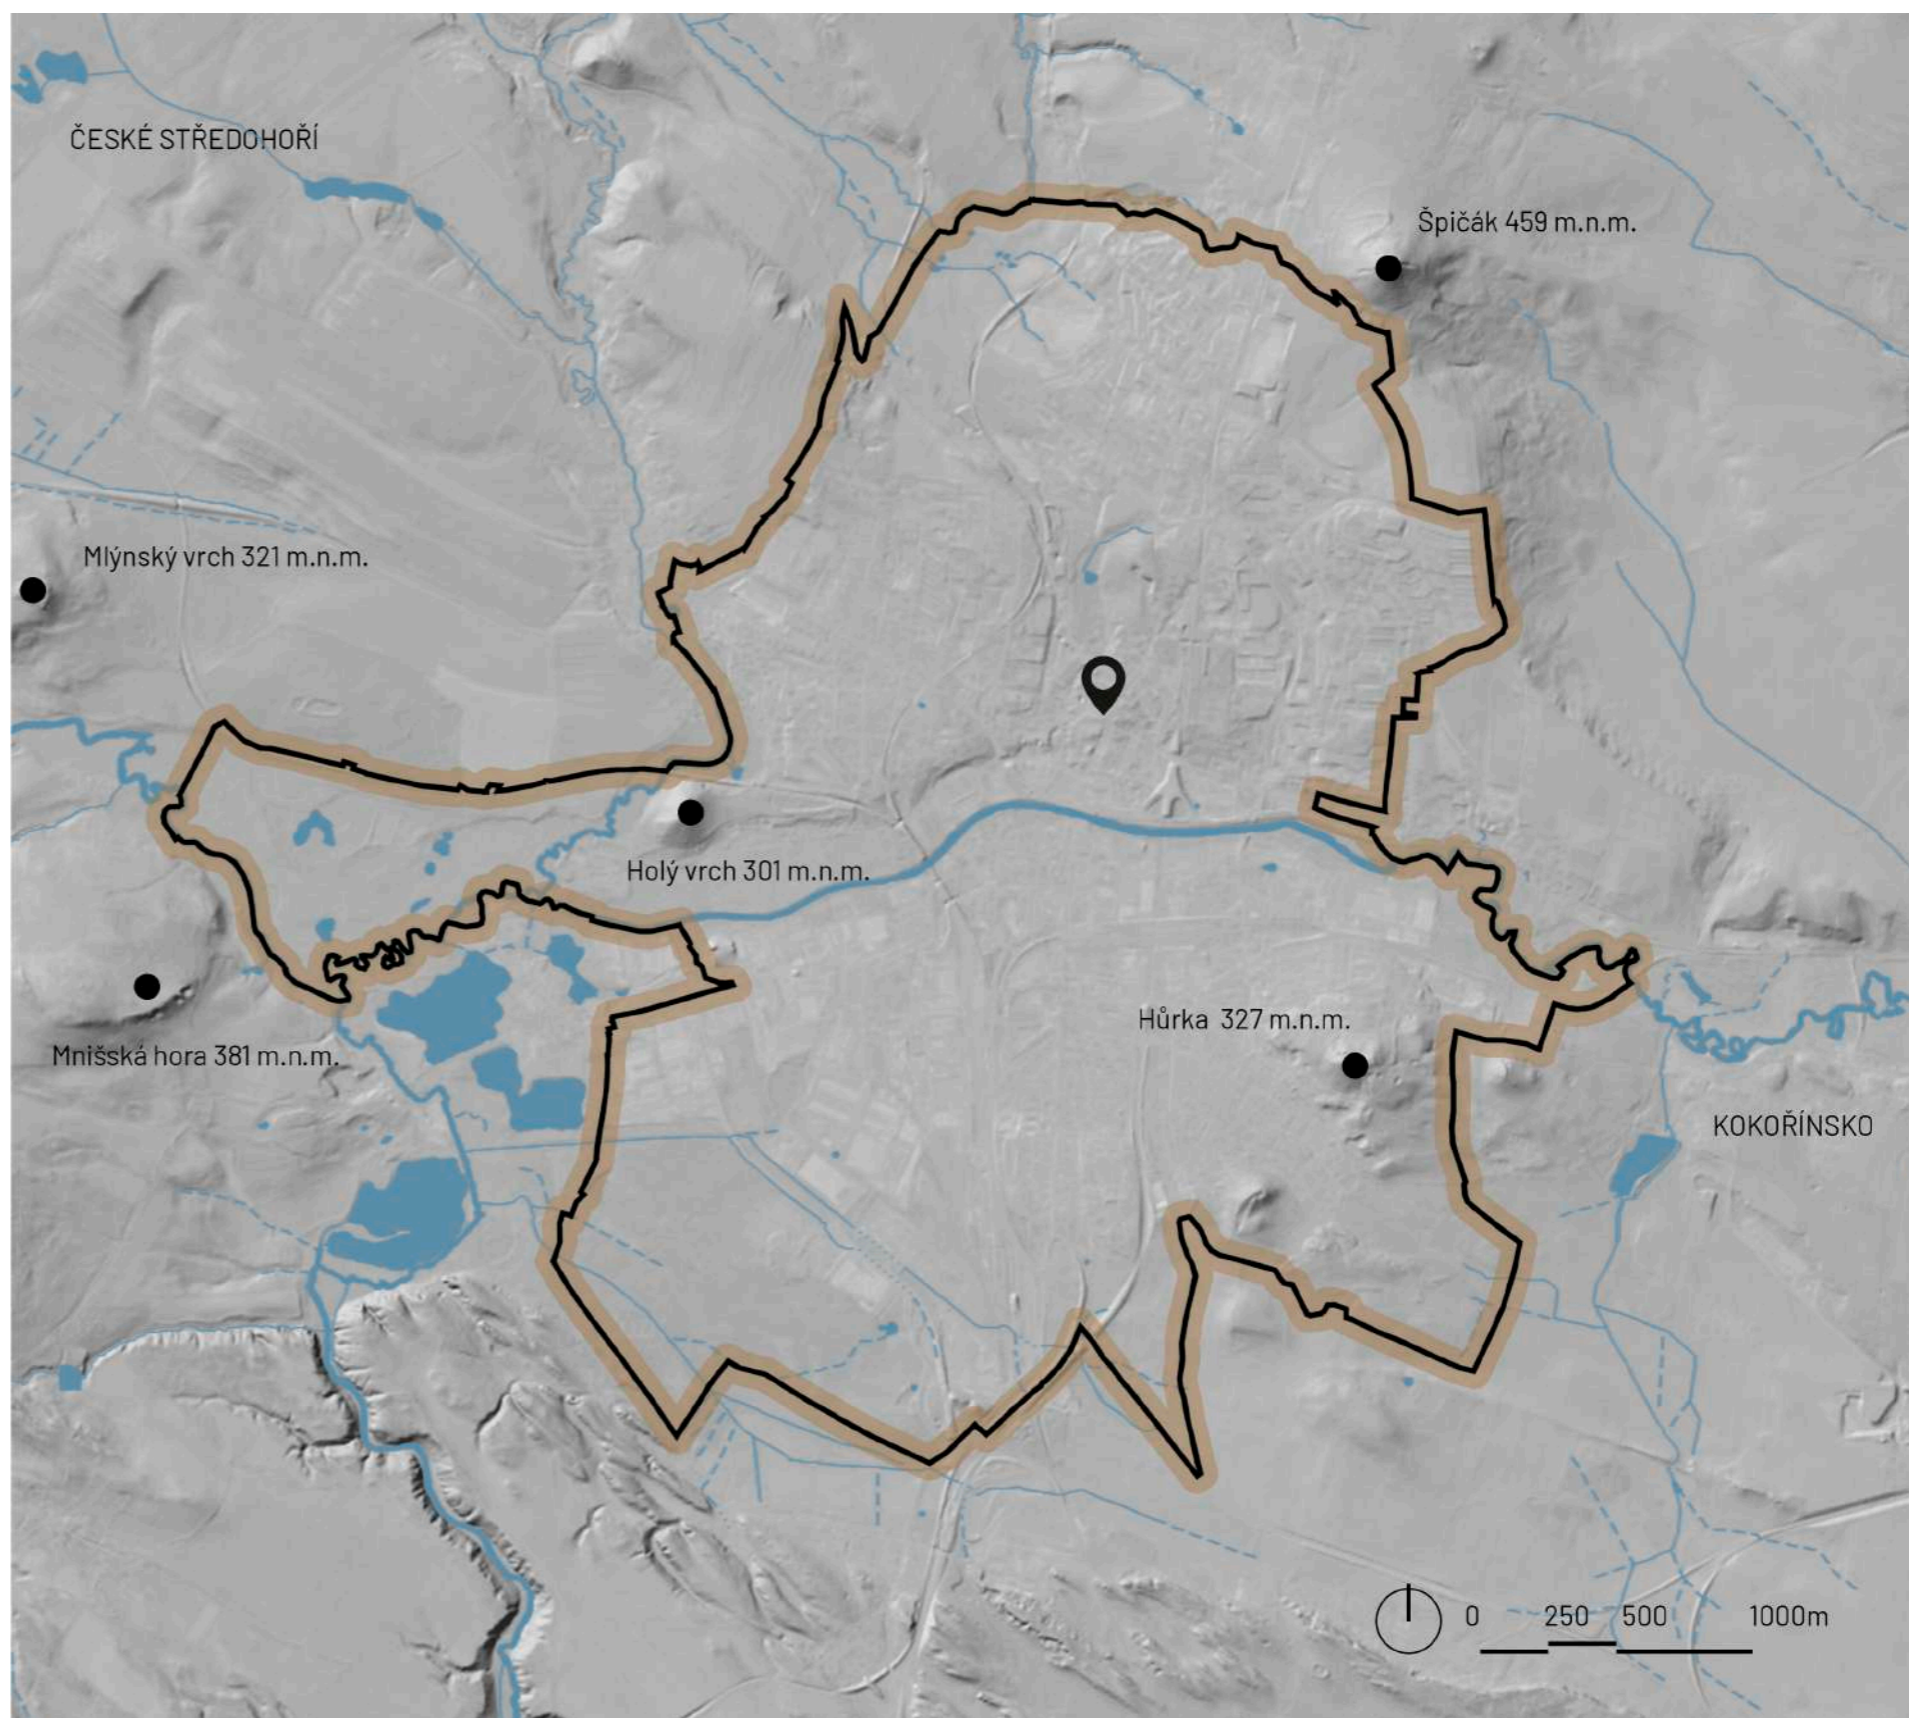 ČESKÉ STŘEDOHOŘÍ
Špičák 459 m.n.m.
Mlýnský vrch 321 m.n.m.
Holý vrch 301 m.n.m.
Hůrka 327 m.n.m.
Mnišská hora 381 m.n.m.
KOKOŘÍNSKO
0 250 500 1000m